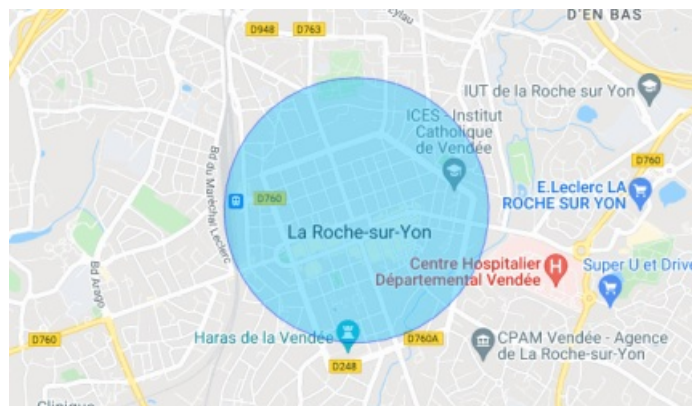 Zylau
D'EN BAS
D948
D763
IUT de la Roche sur Yon
ICES - Institut
Catholique
de Vendée
Bd du Maréchal Leclerc
D760
D760
E.Leclerc LA
ROCHE SUR YON
La Roche-sur-Yon
Centre Hospitalier
Départemental Vendée
H
Super U et Drive
Bd Arago
Haras de la Vendée
D760
D760A
CPAM Vendée - Agence
de La Roche-sur-Yon
D248
Clinique